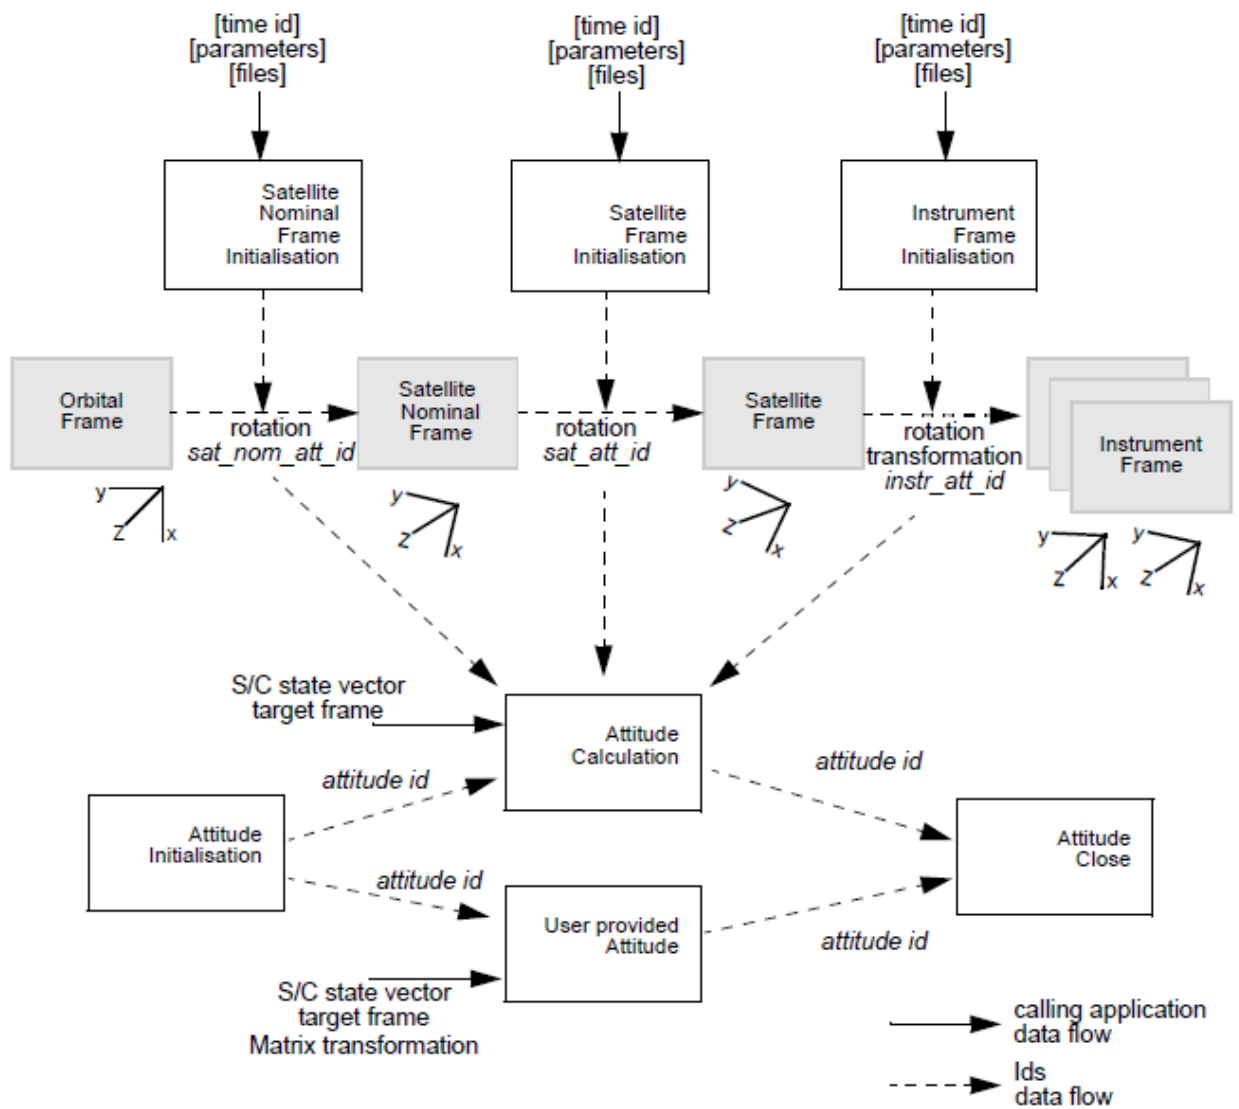 [time id]
[parameters]
[files]
[time id]
[parameters]
[files]
[time id]
[parameters]
[files]
Satellite
Nominal
Frame
Initialisation
Satellite
Frame
Initialisation
Instrument
Frame
Initialisation
Orbital
Frame
rotation
sat_nom_att_id
Satellite
Nominal
Frame
rotation
sat_att_id
Satellite
Frame
rotation
transformation
instr_att_id
Instrument
Frame
y
Z
x
y
Z
x
y
Z
x
y
Z
x
y
Z
x
S/C state vector
target frame
Attitude
Calculation
attitude id
attitude id
Attitude
Initialisation
Attitude
Close
attitude id
User provided
Attitude
attitude id
S/C state vector
target frame
Matrix transformation
calling application
data flow
Ids
data flow